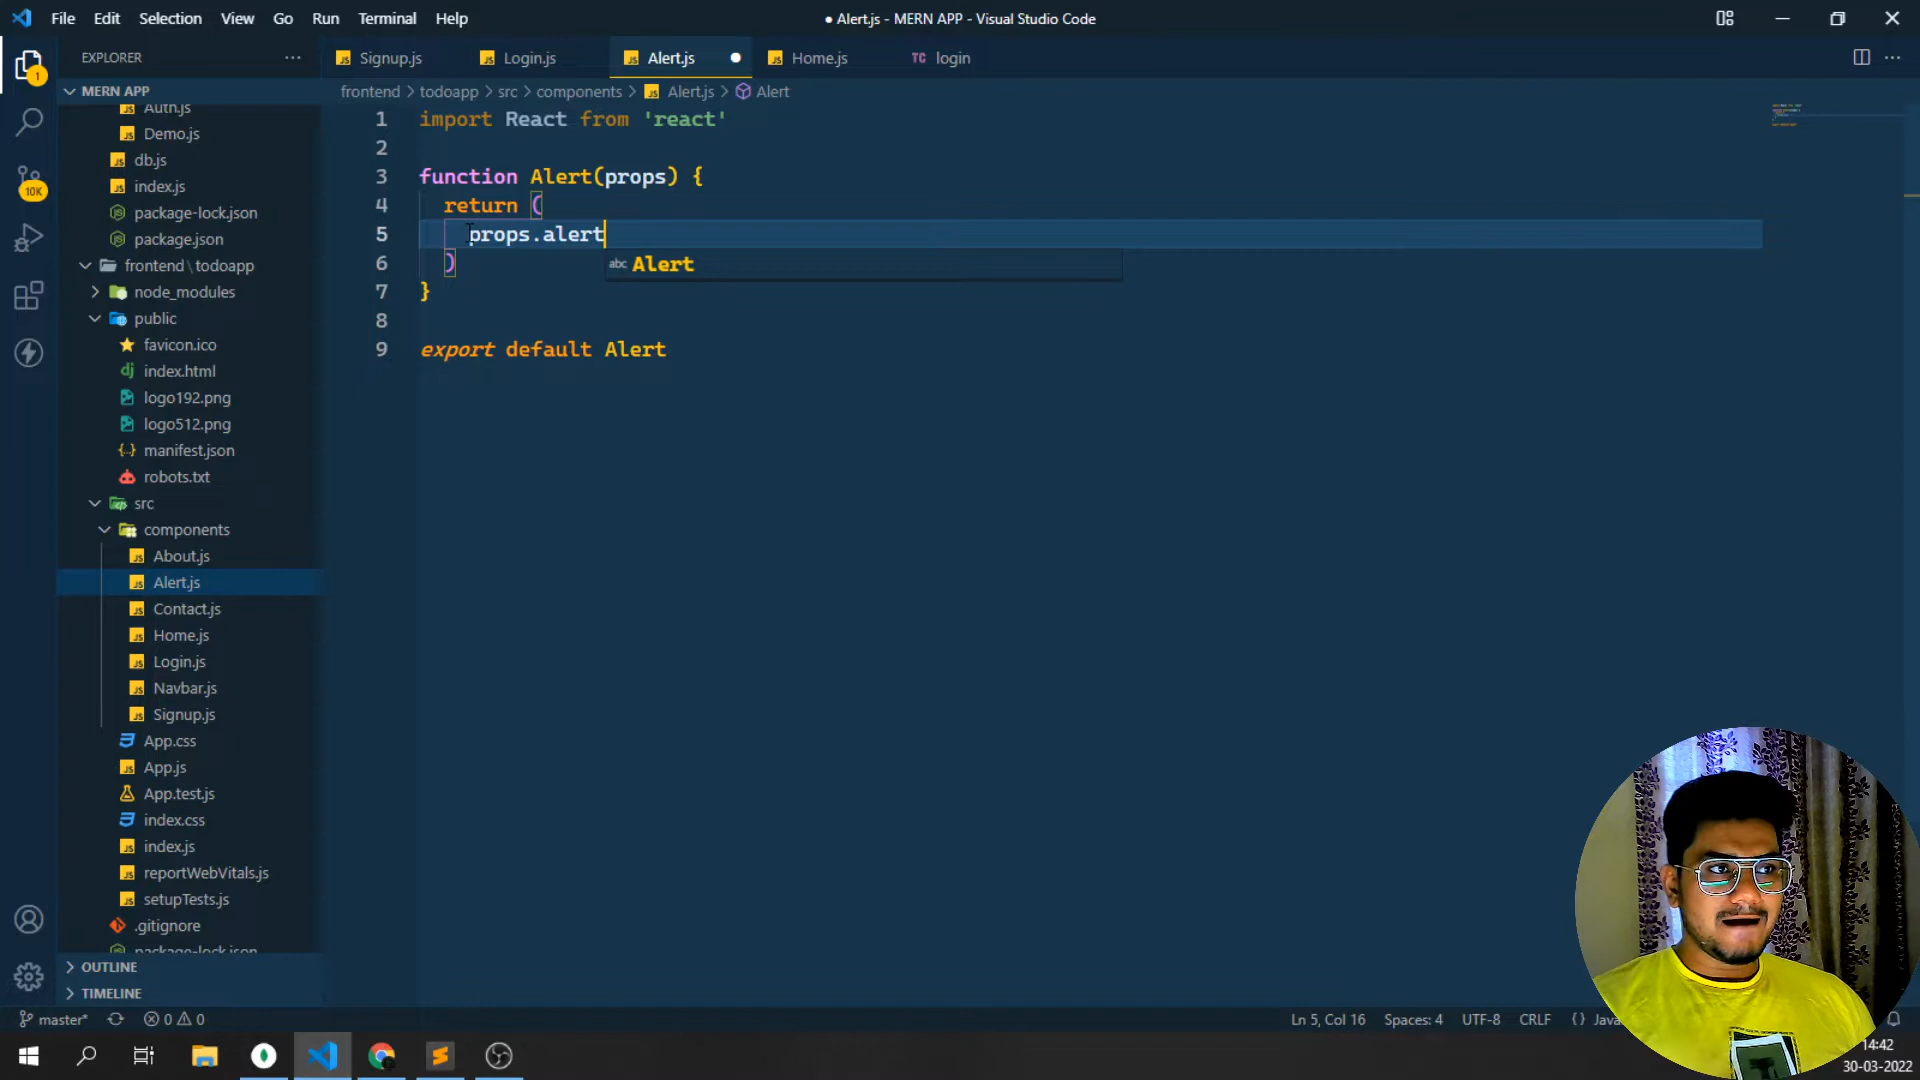 File Edit Selection View Go Run Terminal Help
● Alert.js - MERN APP - Visual Studio Code
EXPLORER
Signup.js
Login.js
Alert.js
Home.js
TC login
MERN APP
frontend > todoapp > src > components > Alert.js > Alert
Auth.js
Demo.js
db.js
index.js
package-lock.json
package.json
frontend \ todoapp
node_modules
public
favicon.ico
index.html
logo192.png
logo512.png
manifest.json
robots.txt
src
components
About.js
Alert.js
Contact.js
Home.js
Login.js
Navbar.js
Signup.js
App.css
App.js
App.test.js
index.css
index.js
reportWebVitals.js
setupTests.js
.gitignore
package-lock.json
OUTLINE
TIMELINE
1 import React from 'react'
2
3 function Alert(props) {
4 return (
5 props.alert
abc Alert
6 )
7 }
8
9 export default Alert
1
10K
master*
0 0
Ln 5, Col 16
Spaces: 4
UTF-8
CRLF
{ }
14:42
30-03-2022